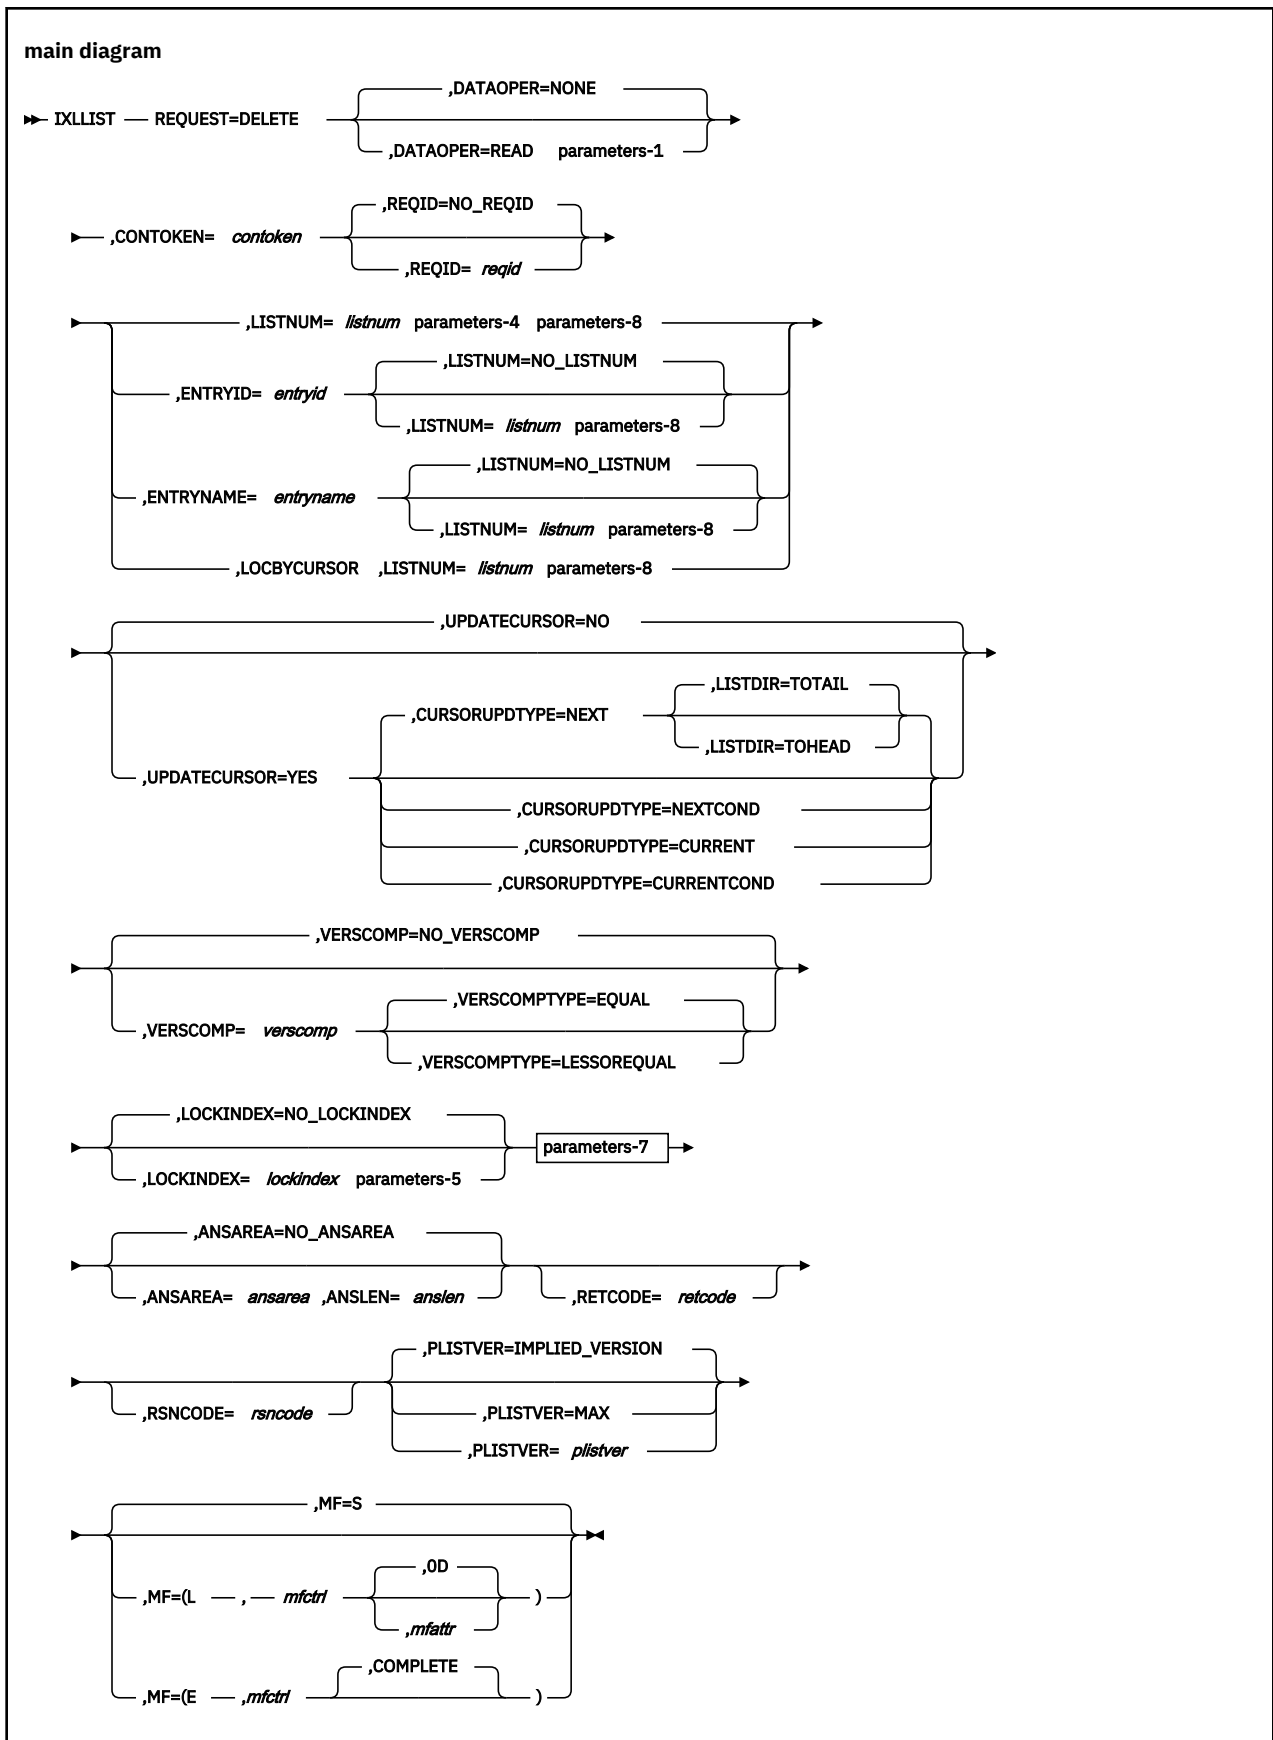 main diagram
,DATAOPER=NONE
IXLLIST REQUEST=DELETE
,DATAOPER=READ parameters-1
,REQID=NO_REQID
,CONTOKEN= contoken
,REQID= reqid
,LISTNUM= listnum parameters-4 parameters-8
,LISTNUM=NO_LISTNUM
,ENTRYID= entryid
,LISTNUM= listnum parameters-8
,LISTNUM=NO_LISTNUM
,ENTRYNAME= entryname
,LISTNUM= listnum parameters-8
,LOCBYCURSOR ,LISTNUM= listnum parameters-8
,UPDATECURSOR=NO
,LISTDIR=TOTAIL
,CURSORUPDTYPE=NEXT
,LISTDIR=TOHEAD
,UPDATECURSOR=YES
,CURSORUPDTYPE=NEXTCOND
,CURSORUPDTYPE=CURRENT
,CURSORUPDTYPE=CURRENTCOND
,VERSCOMP=NO_VERSCOMP
,VERSCOMPTYPE=EQUAL
,VERSCOMP= verscomp
,VERSCOMPTYPE=LESSOREQUAL
,LOCKINDEX=NO_LOCKINDEX
parameters-7
,LOCKINDEX= lockindex parameters-5
,ANSAREA=NO_ANSAREA
,ANSAREA= ansarea ,ANSLEN= anslen ,RETCODE= retcode
,PLISTVER=IMPLIED_VERSION
,RSNCODE= rsncode ,PLISTVER=MAX
,PLISTVER= plistver
,MF=S
,0D
,MF=(L , mfctrl )
,mfattr
,COMPLETE
,MF=(E ,mfctrl )